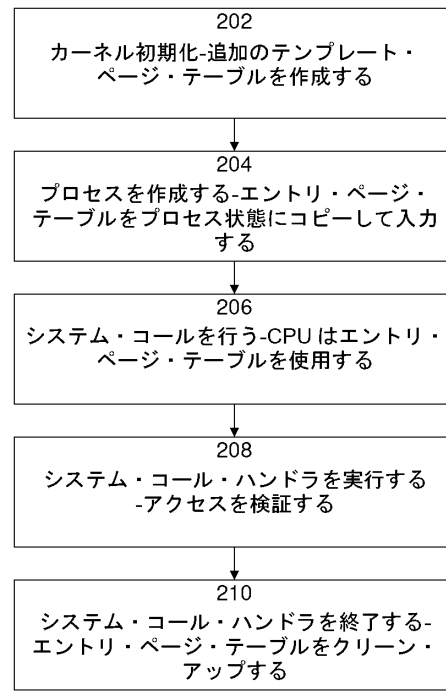 202
カーネル初期化-追加のテンプレート・
ページ・テーブルを作成する
204
プロセスを作成する-エントリ・ページ・
テーブルをプロセス状態にコピーして入力
する
206
システム・コールを行う-CPUはエントリ・
ページ・テーブルを使用する
208
システム・コール・ハンドラを実行する
-アクセスを検証する
210
システム・コール・ハンドラを終了する-
エントリ・ページ・テーブルをクリーン・
アップする